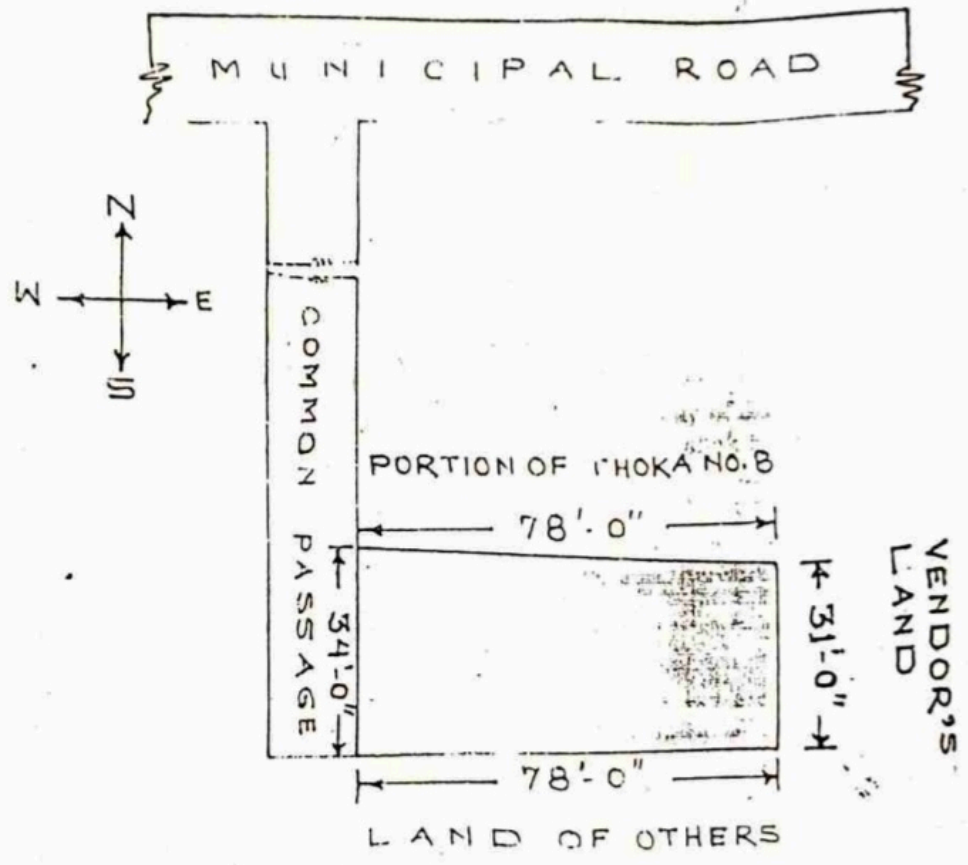 MUNICIPAL ROAD
N
W E
S
COMMON PASSAGE
PORTION OF THOKA NO. 8
78'-0"
34'-0"
31'-0"
VENDOR'S
LAND
78'-0"
LAND OF OTHERS